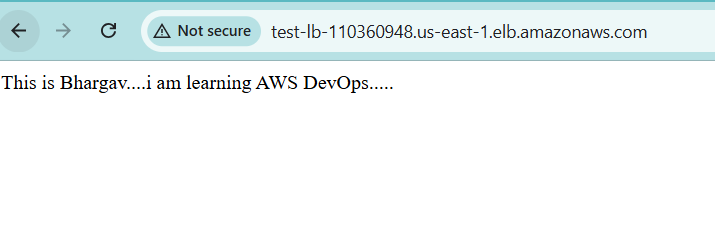 Not secure test-lb-110360948.us-east-1.elb.amazonaws.com
This is Bhargav....i am learning AWS DevOps.....